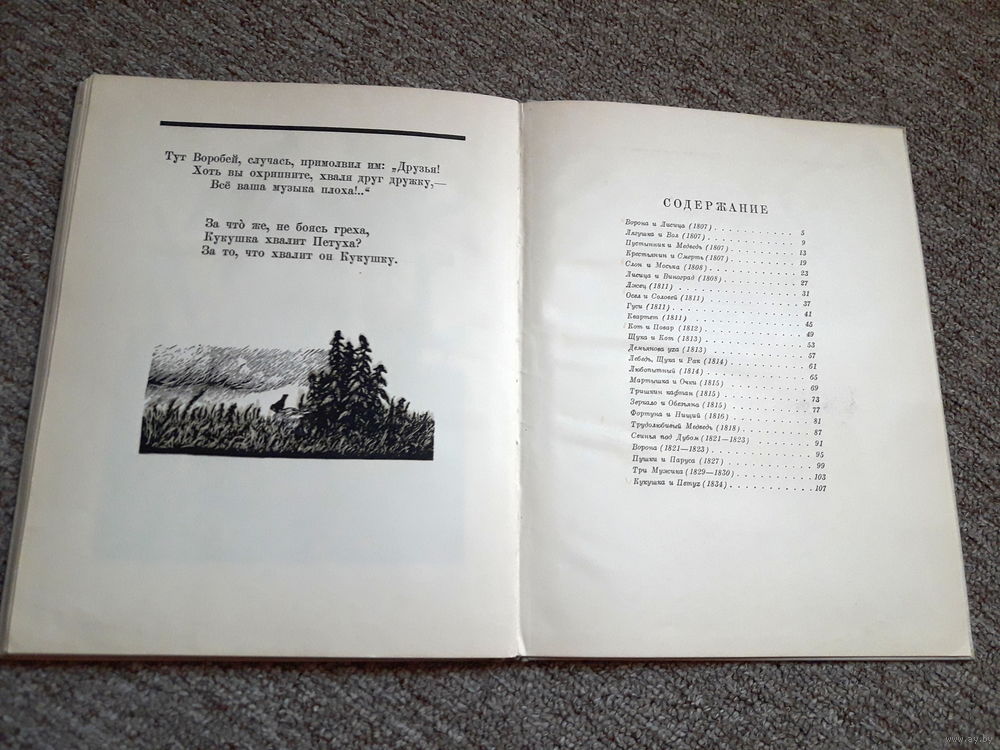 Тут Воробей, случась, примолвил им: „Друзья!
Хоть вы охрипните, хваля друг дружку,—
Всё ваша музыка плоха!..“
За что̀ же, не боясь греха,
Кукушка хвалит Петуха?
За то, что хвалит он Кукушку.
СОДЕРЖАНИЕ
Ворона и Лисица (1807) . . . . 5
Лягушка и Вол (1807) . . . . 9
Пустынник и Медведь (1807) . . . . 13
Крестьянин и Смерть (1807) . . . . 19
Слон и Моська (1808) . . . . 23
Лисица и Виноград (1808) . . . . 27
Лжец (1811) . . . . 31
Осел и Соловей (1811) . . . . 37
Гуси (1811) . . . . 41
Квартет (1811) . . . . 45
Кот и Повар (1812) . . . . 49
Щука и Кот (1813) . . . . 53
Демьянова уха (1813) . . . . 57
Лебедь, Щука и Рак (1814) . . . . 61
Любопытный (1814) . . . . 65
Мартышка и Очки (1815) . . . . 69
Тришкин кафтан (1815) . . . . 73
Зеркало и Обезьяна (1815) . . . . 77
Фортуна и Нищий (1816) . . . . 81
Трудолюбивый Медведь (1818) . . . . 87
Свинья под Дубом (1821—1823) . . . . 91
Ворона (1821—1823) . . . . 95
Пушки и Паруса (1827) . . . . 99
Три Мужика (1829—1830) . . . . 103
Кукушка и Петух (1834) . . . . 107
www.ay.by